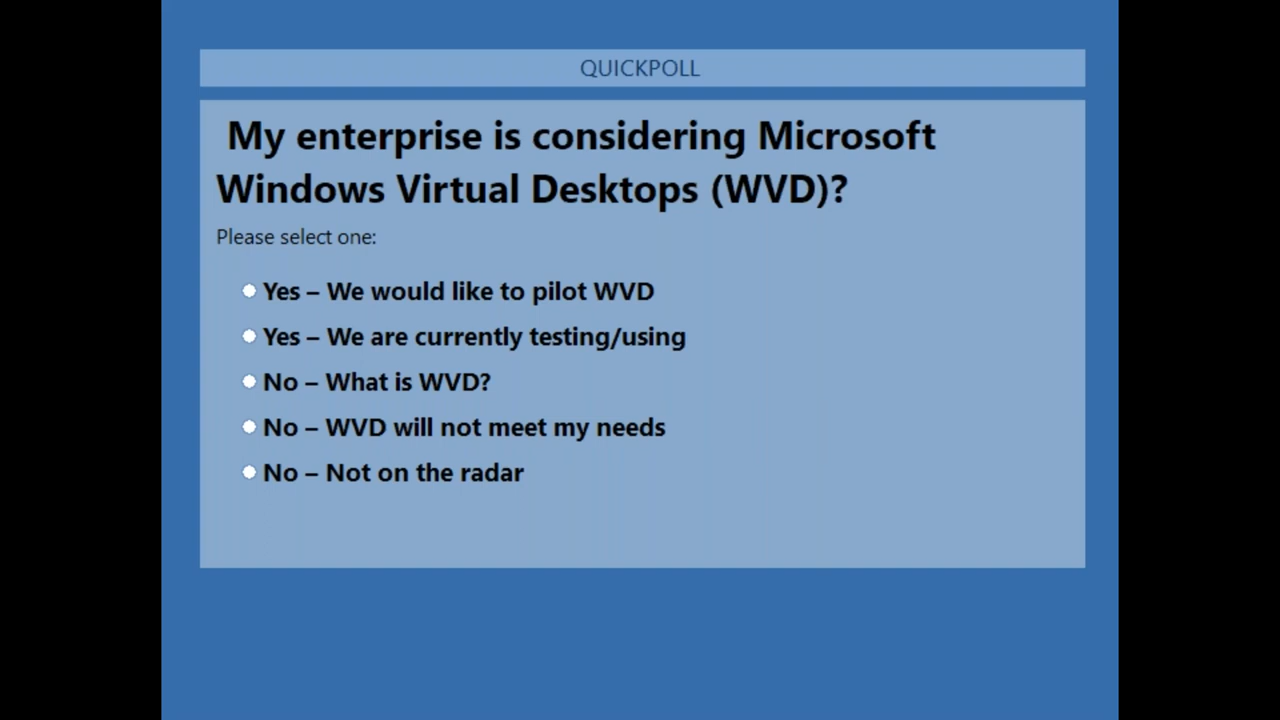 QUICKPOLL
My enterprise is considering Microsoft
Windows Virtual Desktops (WVD)?
Please select one:
Yes – We would like to pilot WVD
Yes – We are currently testing/using
No – What is WVD?
No – WVD will not meet my needs
No – Not on the radar